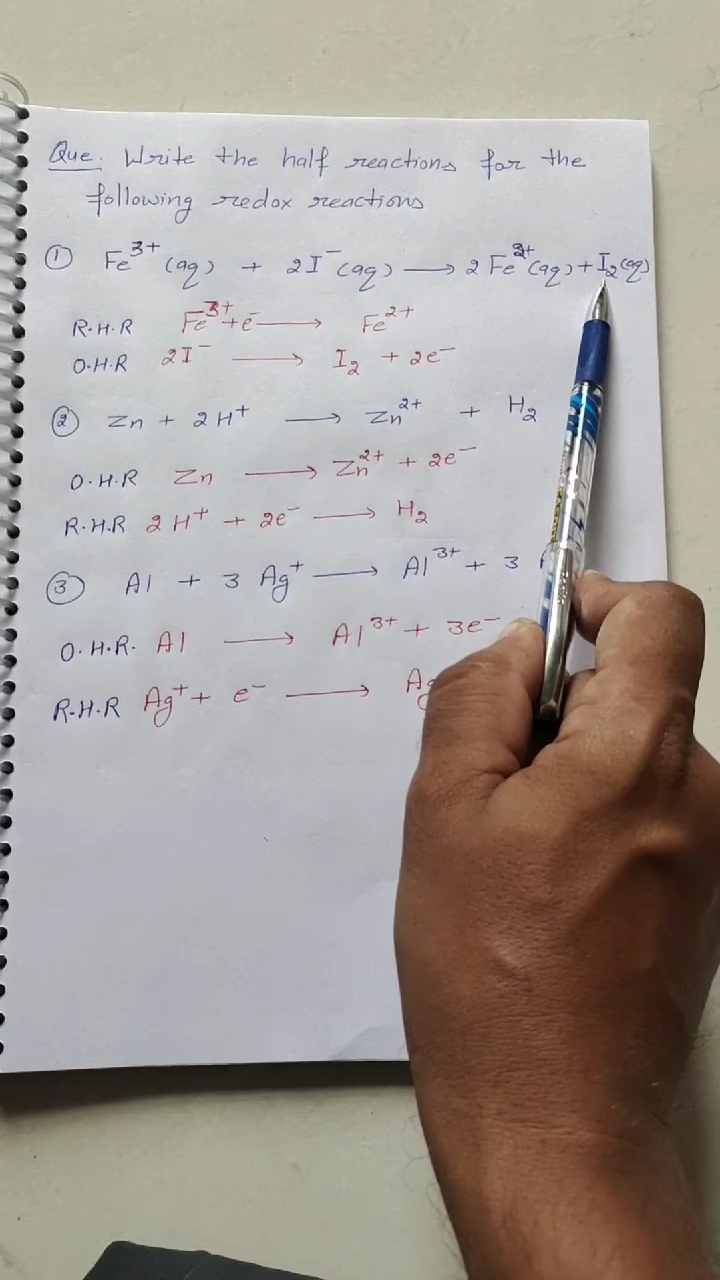 Que. Write the half reactions for the
following redox reactions
① Fe³⁺(aq) + 2I⁻(aq) ⟶ 2Fe²⁺(aq) + I₂(aq)
R.H.R Fe³⁺ + e⁻ ⟶ Fe²⁺
O.H.R 2I⁻ ⟶ I₂ + 2e⁻
② Zn + 2H⁺ ⟶ Zn²⁺ + H₂
O.H.R Zn ⟶ Zn²⁺ + 2e⁻
R.H.R 2H⁺ + 2e⁻ ⟶ H₂
③ Al + 3Ag⁺ ⟶ Al³⁺ + 3
O.H.R. Al ⟶ Al³⁺ + 3e⁻
R.H.R Ag⁺ + e⁻ ⟶ Ag